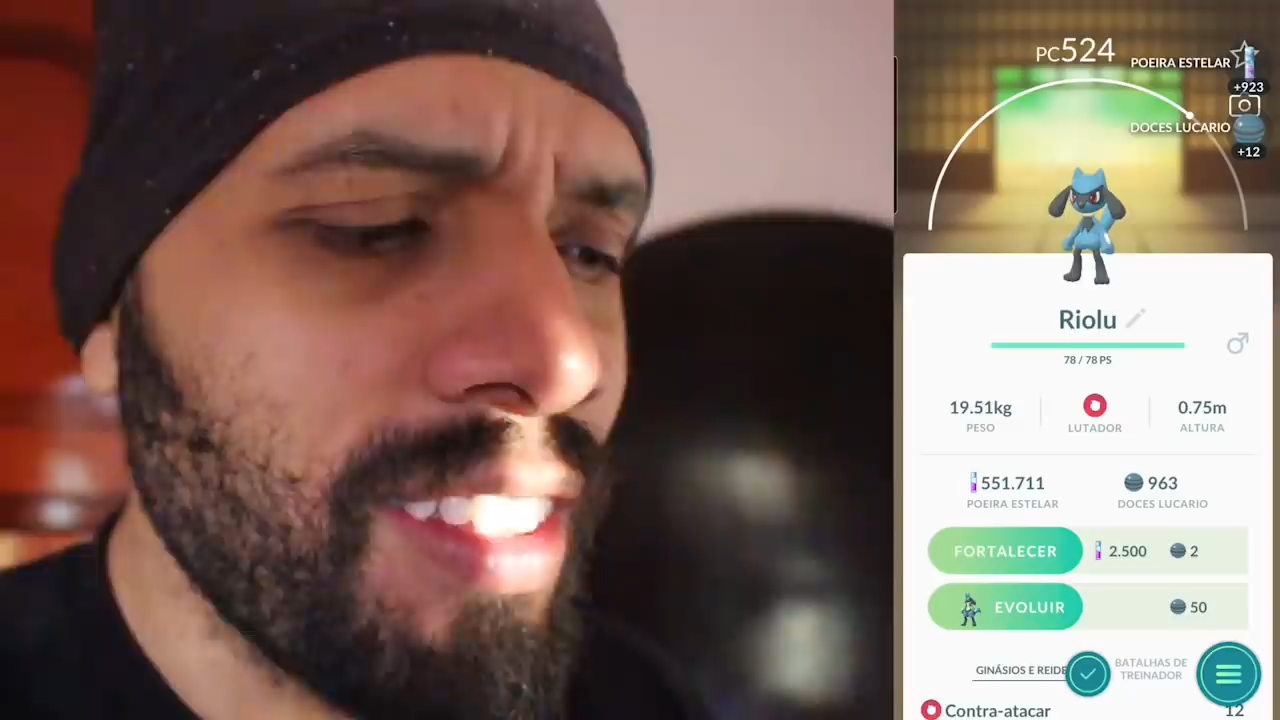 PC524
POEIRA ESTELAR
+923
DOCES LUCARIO
+12
Riolu
78 / 78 PS
19.51kg
PESO
LUTADOR
0.75m
ALTURA
551.711
POEIRA ESTELAR
963
DOCES LUCARIO
FORTALECER
2.500
2
EVOLUIR
50
GINÁSIOS E REIDE
BATALHAS DE
TREINADOR
Contra-atacar
12